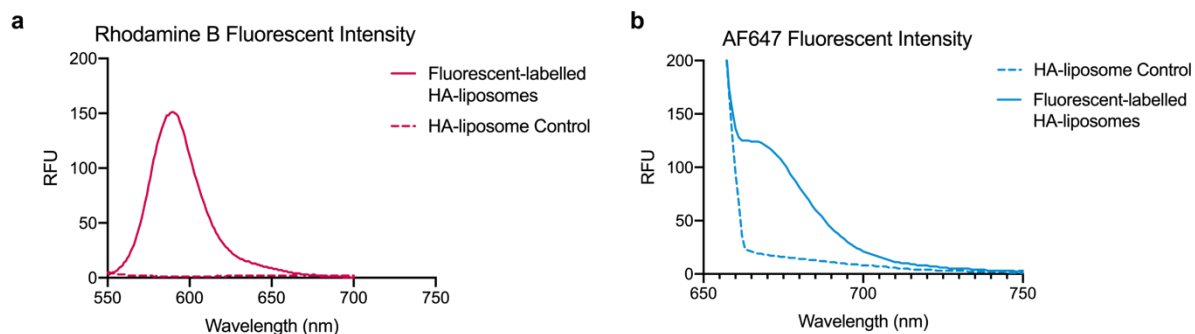 a
Rhodamine B Fluorescent Intensity
200
150
100
50
0
RFU
550
600
650
700
750
Wavelength (nm)
Fluorescent-labelled
HA-liposomes
HA-liposome Control
b
AF647 Fluorescent Intensity
200
150
100
50
0
RFU
650
700
750
Wavelength (nm)
HA-liposome Control
Fluorescent-labelled
HA-liposomes